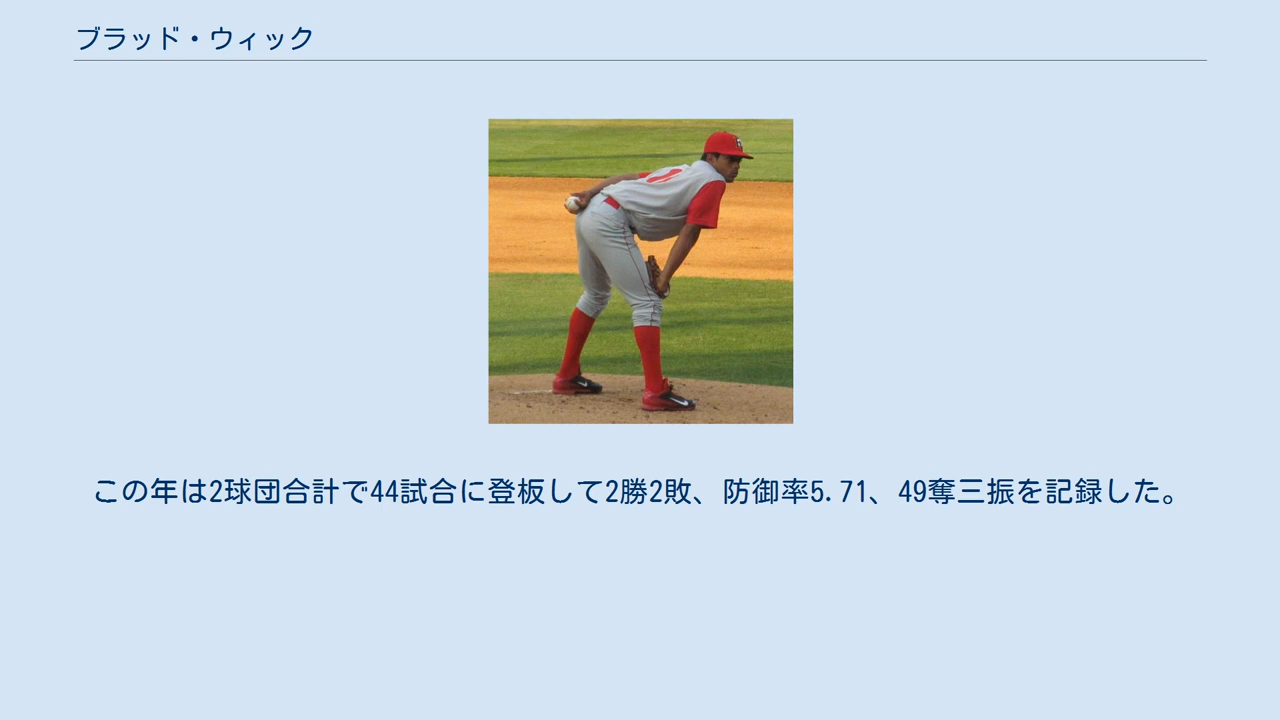 ブラッド・ウィック
この年は2球団合計で44試合に登板して2勝2敗、防御率5.71、49奪三振を記録した。